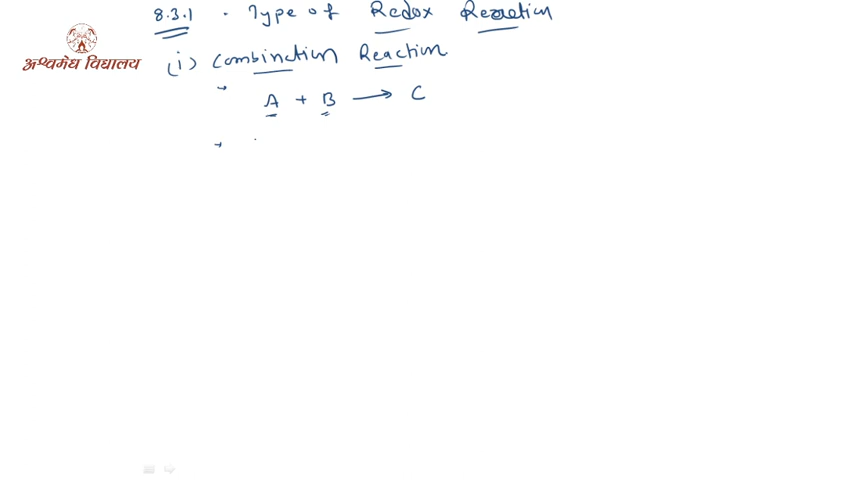 8.3.1 . Type of Redox Reaction
अश्वमेध विद्यालय
(i) Combination Reaction
A + B → C